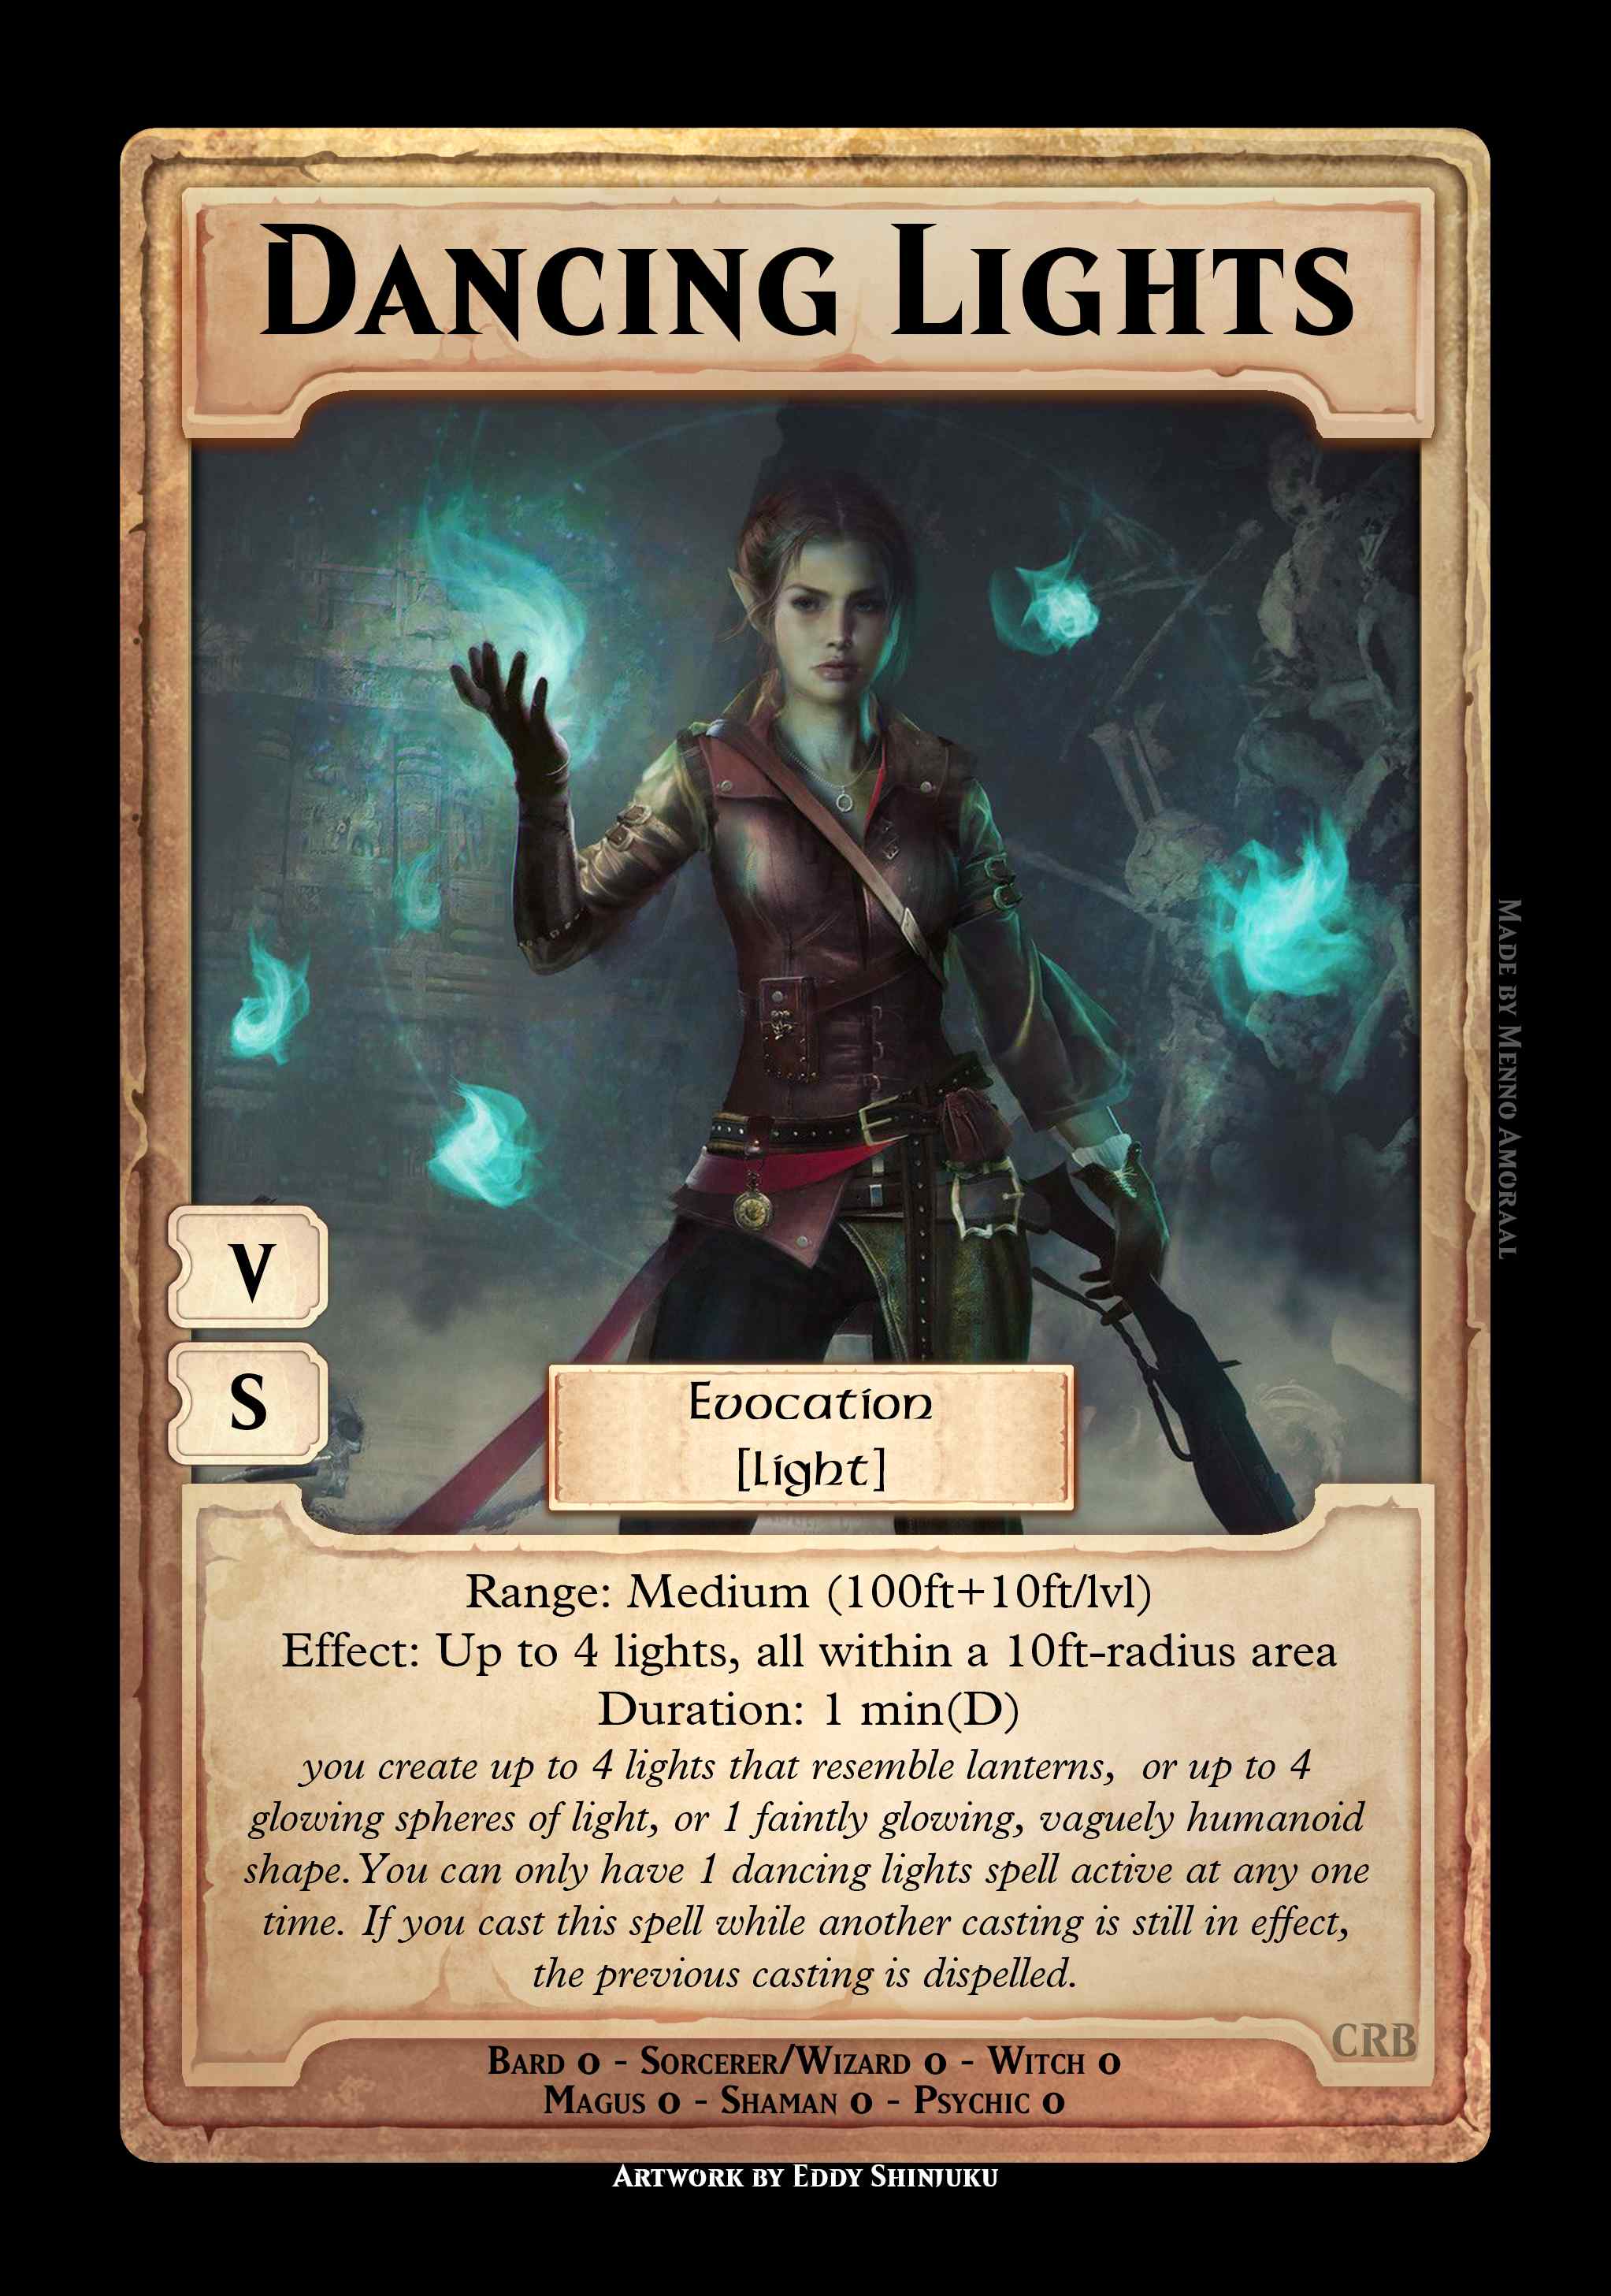 Dancing Lights
V
S
Evocation
[Light]
Range: Medium (100ft+10ft/lvl)
Effect: Up to 4 lights, all within a 10ft-radius area
Duration: 1 min(D)
you create up to 4 lights that resemble lanterns, or up to 4
glowing spheres of light, or 1 faintly glowing, vaguely humanoid
shape. You can only have 1 dancing lights spell active at any one
time. If you cast this spell while another casting is still in effect,
the previous casting is dispelled.
CRB
Bard 0 - Sorcerer/Wizard 0 - Witch 0
Magus 0 - Shaman 0 - Psychic 0
Artwork by Eddy Shinjuku
Made by Menno Amoraal